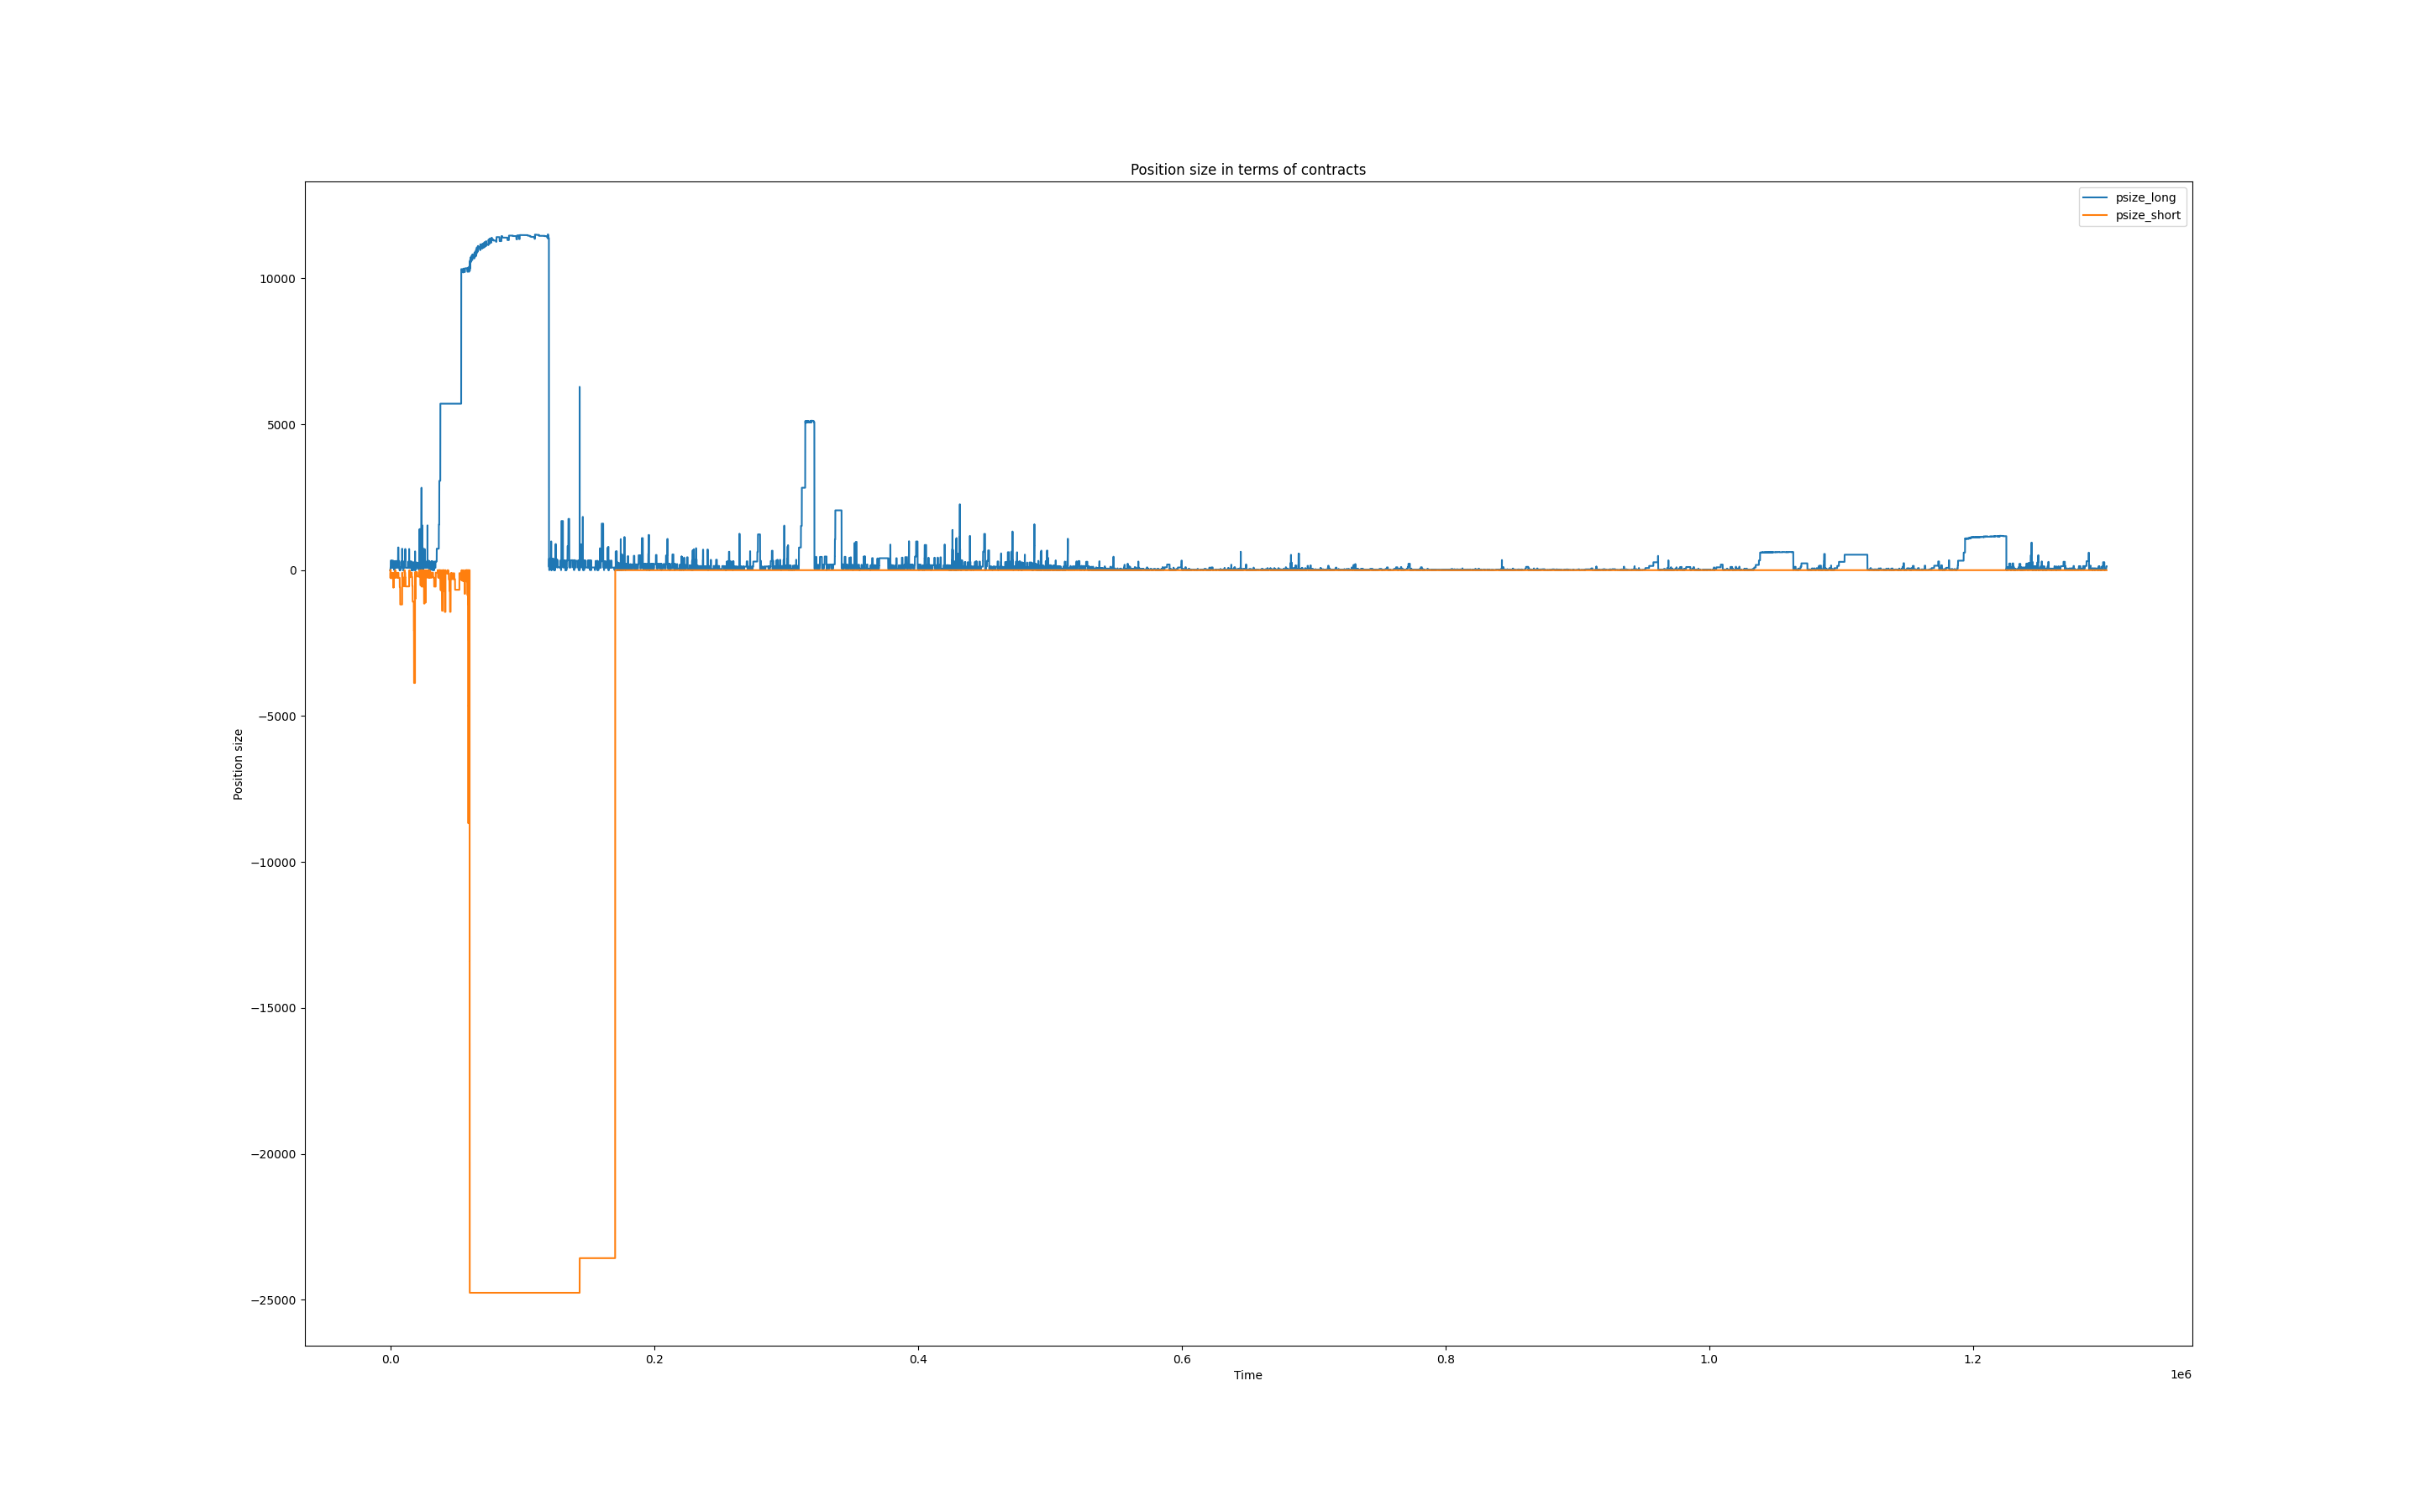 Position size in terms of contracts
psize_long
psize_short
10000
5000
0
−5000
−10000
−15000
−20000
−25000
Position size
0.0
0.2
0.4
0.6
0.8
1.0
1.2
1e6
Time